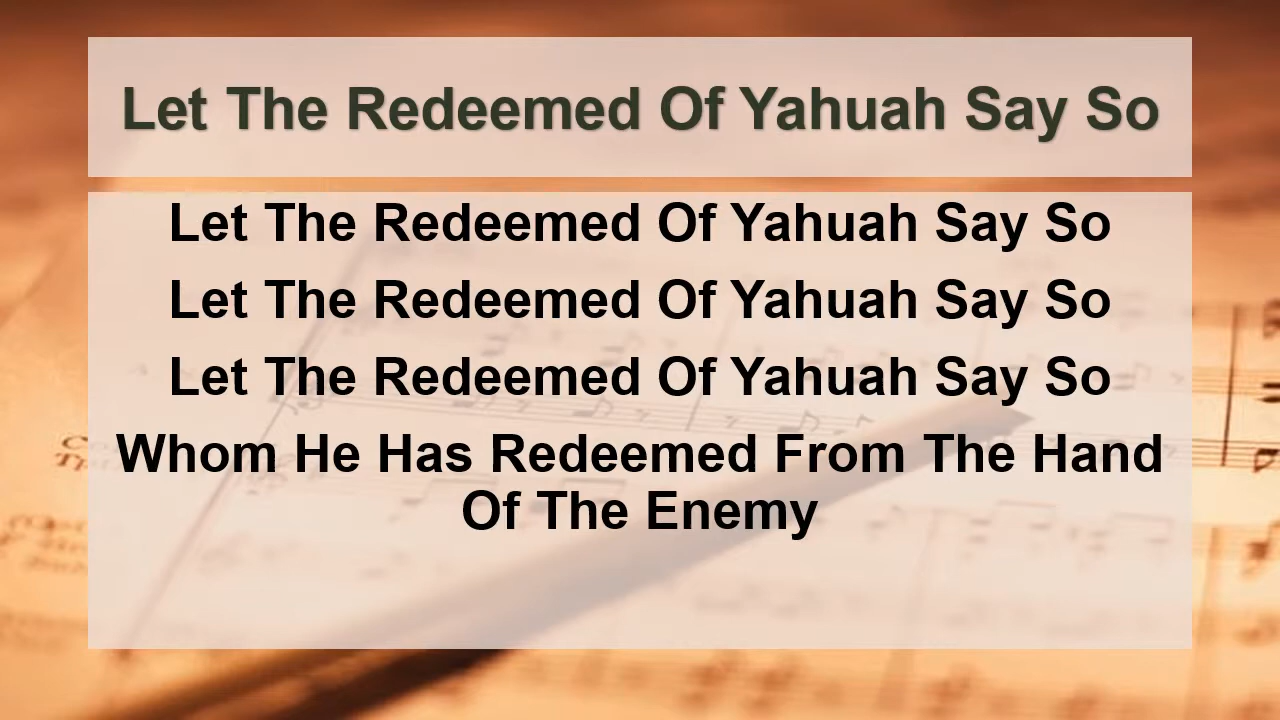 Let The Redeemed Of Yahuah Say So
Let The Redeemed Of Yahuah Say So
Let The Redeemed Of Yahuah Say So
Let The Redeemed Of Yahuah Say So
Whom He Has Redeemed From The Hand
Of The Enemy